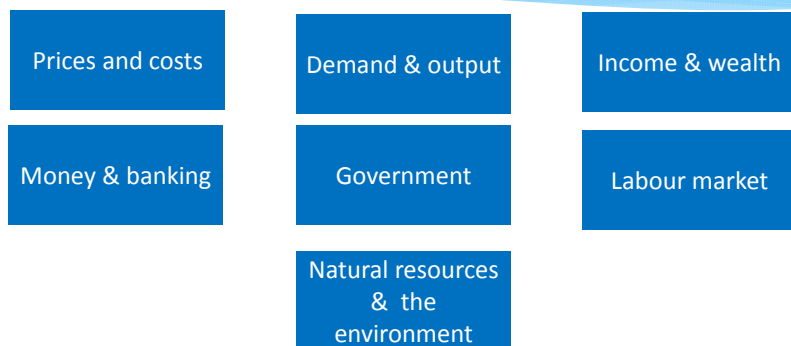 Prices and costs
Demand & output
Income & wealth
Money & banking
Government
Labour market
Natural resources
& the
environment